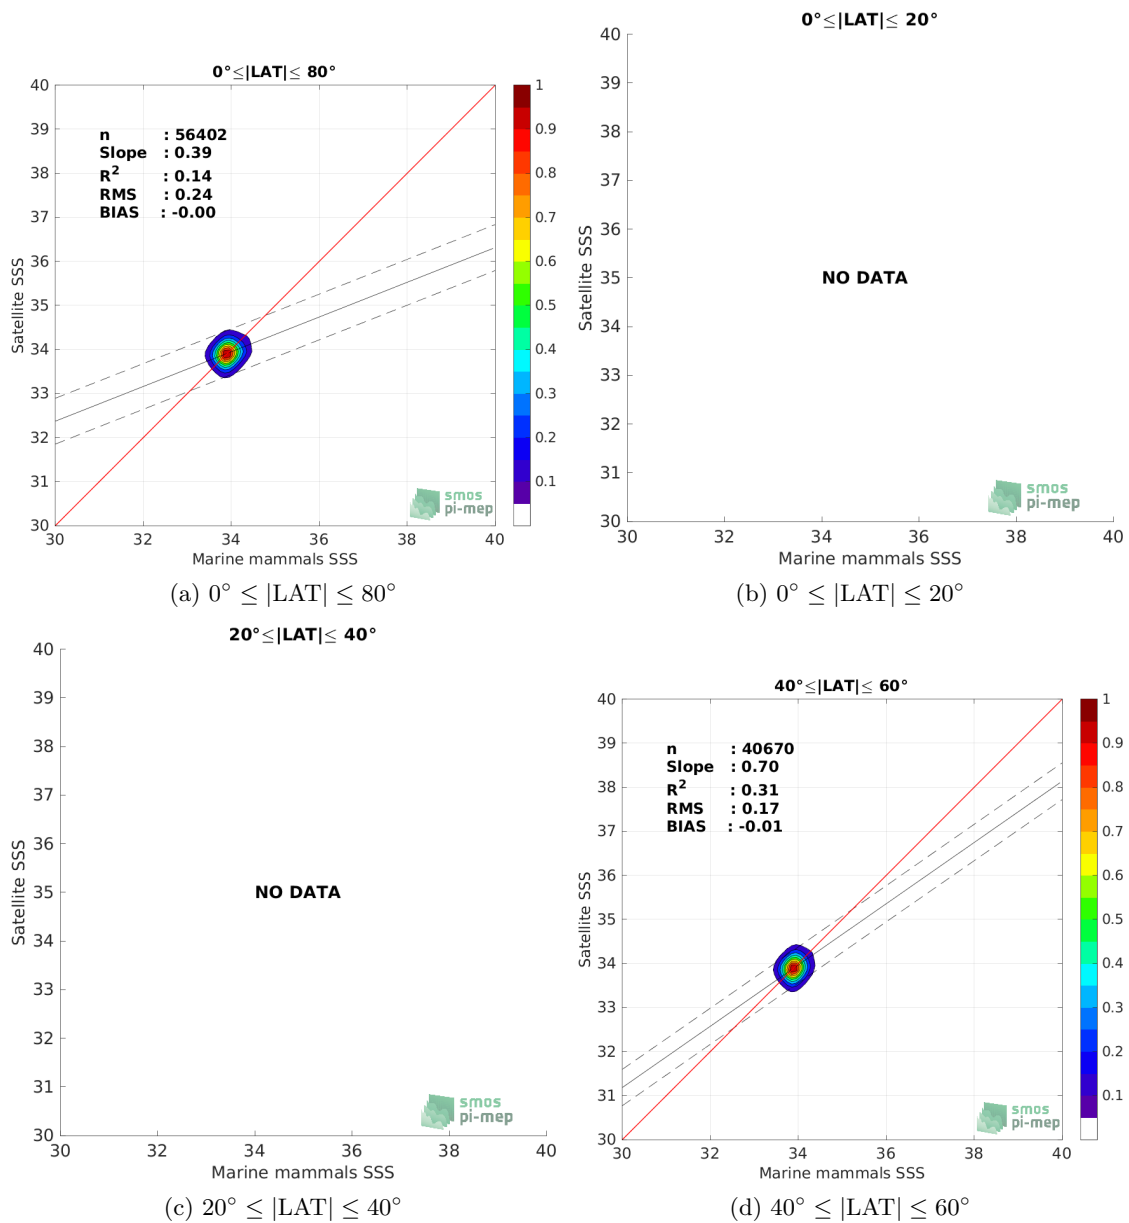 0°≤|LAT|≤ 80°
40
39
38
37
36
35
34
33
32
31
30
30
32
34
36
38
40
Satellite SSS
Marine mammals SSS
n : 56402
Slope : 0.39
R² : 0.14
RMS : 0.24
BIAS : -0.00
1
0.9
0.8
0.7
0.6
0.5
0.4
0.3
0.2
0.1
smos
pi-mep
(a) 0° ≤ |LAT| ≤ 80°
0°≤|LAT|≤ 20°
40
39
38
37
36
35
34
33
32
31
30
30
32
34
36
38
40
Satellite SSS
Marine mammals SSS
NO DATA
smos
pi-mep
(b) 0° ≤ |LAT| ≤ 20°
20°≤|LAT|≤ 40°
40
39
38
37
36
35
34
33
32
31
30
30
32
34
36
38
40
Satellite SSS
Marine mammals SSS
NO DATA
smos
pi-mep
(c) 20° ≤ |LAT| ≤ 40°
40°≤|LAT|≤ 60°
40
39
38
37
36
35
34
33
32
31
30
30
32
34
36
38
40
Satellite SSS
Marine mammals SSS
n : 40670
Slope : 0.70
R² : 0.31
RMS : 0.17
BIAS : -0.01
1
0.9
0.8
0.7
0.6
0.5
0.4
0.3
0.2
0.1
smos
pi-mep
(d) 40° ≤ |LAT| ≤ 60°